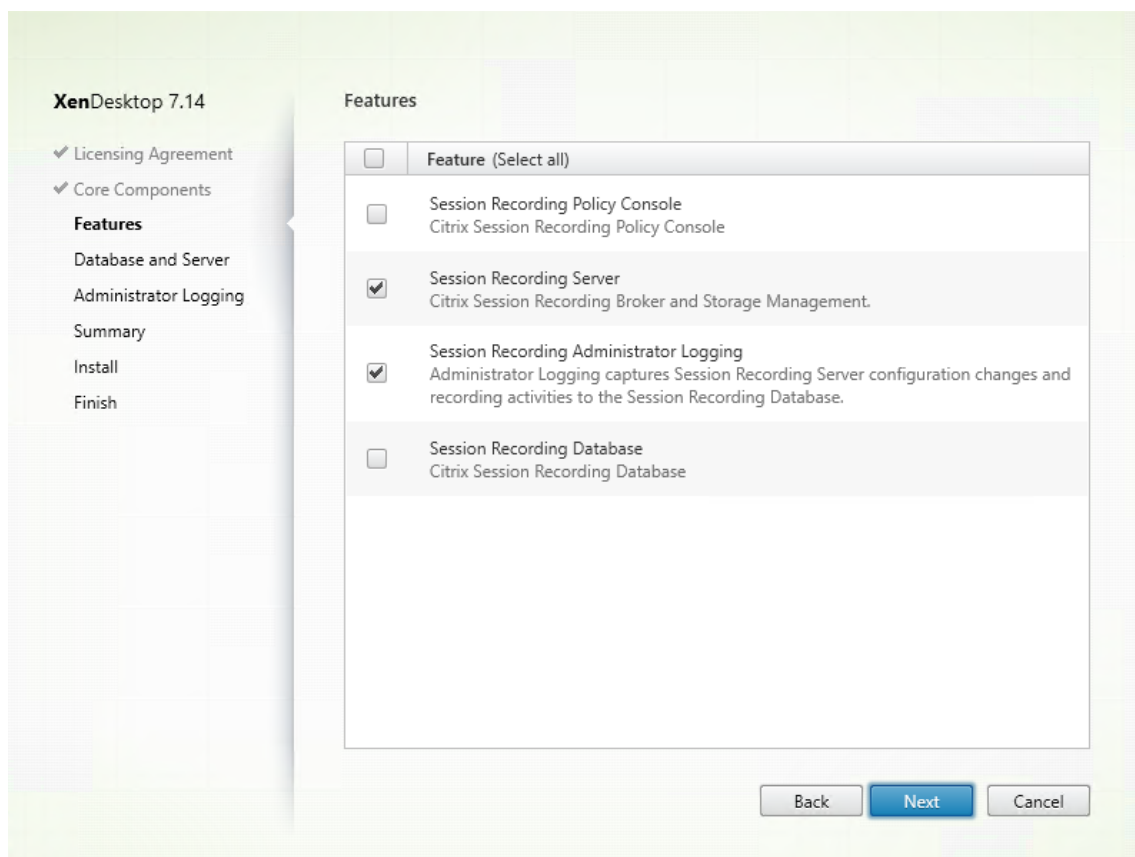 XenDesktop 7.14
Licensing Agreement
Core Components
Features
Database and Server
Administrator Logging
Summary
Install
Finish
Features
Feature (Select all)
Session Recording Policy Console
Citrix Session Recording Policy Console
Session Recording Server
Citrix Session Recording Broker and Storage Management.
Session Recording Administrator Logging
Administrator Logging captures Session Recording Server configuration changes and
recording activities to the Session Recording Database.
Session Recording Database
Citrix Session Recording Database
Back
Next
Cancel